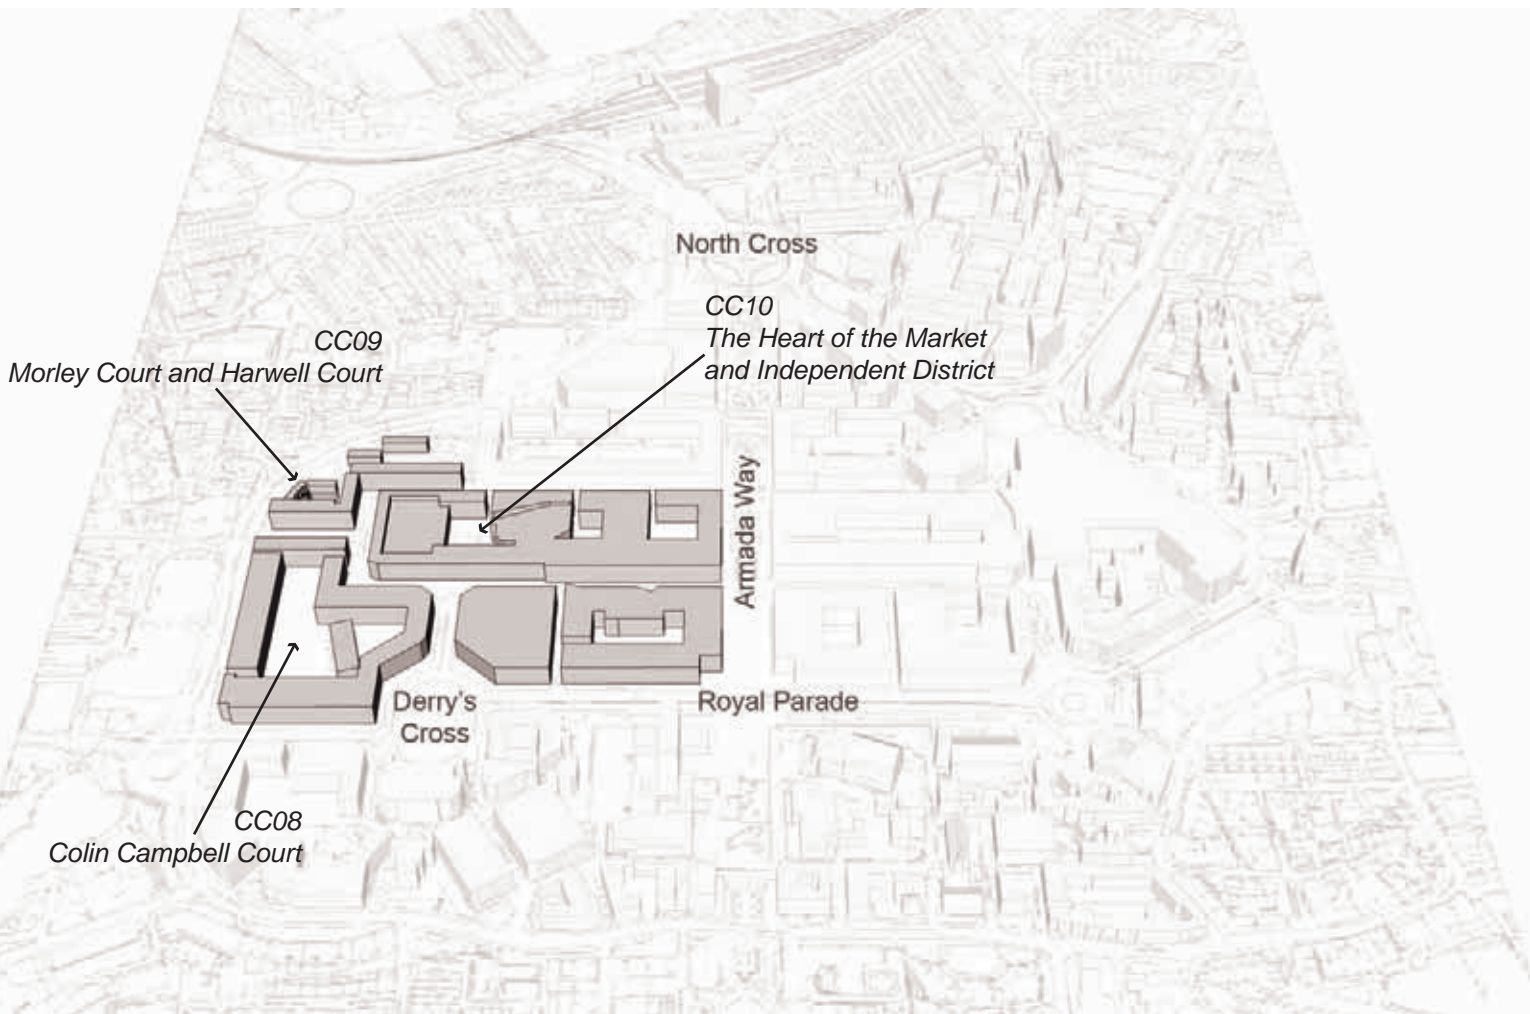 North Cross
CC10
The Heart of the Market
and Independent District
CC09
Morley Court and Harwell Court
Armada Way
Derry's
Cross
Royal Parade
CC08
Colin Campbell Court